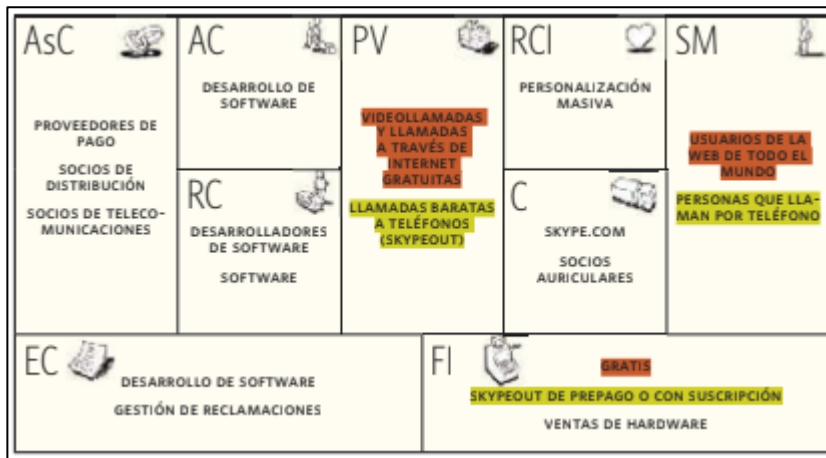 AsC
PROVEEDORES DE
PAGO
SOCIOS DE
DISTRIBUCIÓN
SOCIOS DE TELECO-
MUNICACIONES
AC
DESARROLLO DE
SOFTWARE
RC
DESARROLLADORES
DE SOFTWARE
SOFTWARE
PV
VIDEOLLAMADAS
Y LLAMADAS
A TRAVÉS DE
INTERNET
GRATUITAS
LLAMADAS BARATAS
A TELÉFONOS
(SKYPEOUT)
RCl
PERSONALIZACIÓN
MASIVA
C
SKYPE.COM
SOCIOS
AURICULARES
SM
USUARIOS DE LA
WEB DE TODO EL
MUNDO
PERSONAS QUE LLA-
MAN POR TELÉFONO
EC
DESARROLLO DE SOFTWARE
GESTIÓN DE RECLAMACIONES
FI
GRATIS
SKYPEOUT DE PREPAGO O CON SUSCRIPCIÓN
VENTAS DE HARDWARE